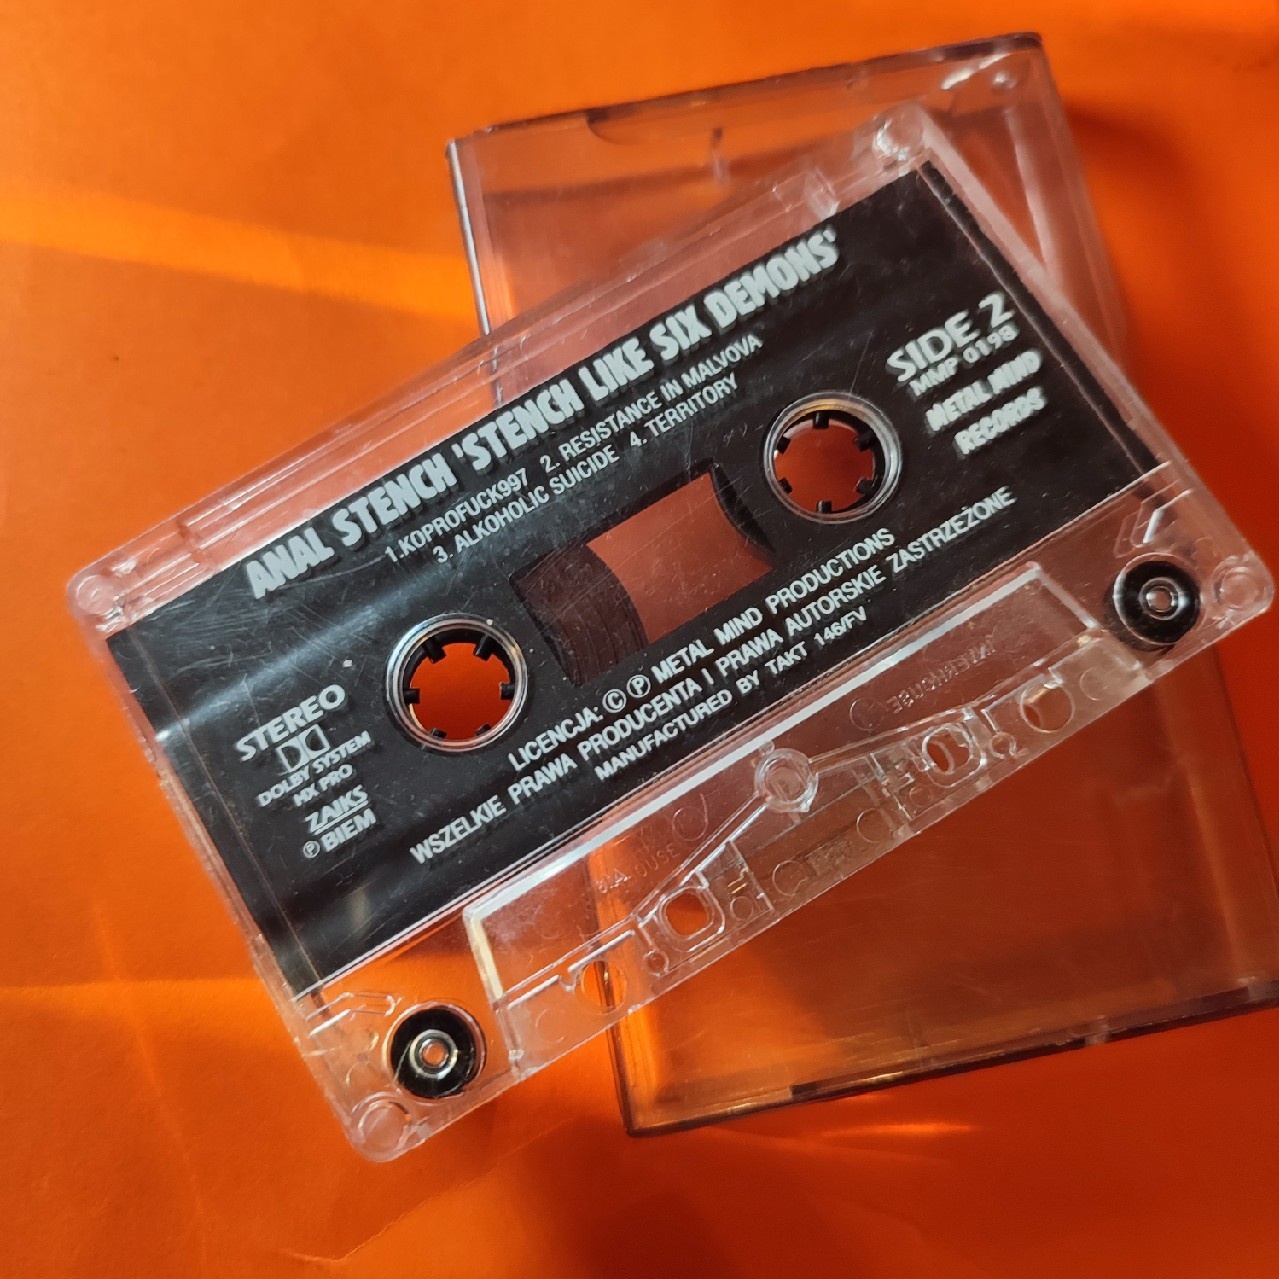 ANAL STENCH 'STENCH LIKE SIX DEMONS'
1.KOPROFUCK997 2. RESISTANCE IN MALVOVA
3. ALKOHOLIC SUICIDE 4. TERRITORY
SIDE 2
MMP 0198
METAL MIND
RECORDS
STEREO
DOLBY SYSTEM
HX PRO
ZAIKS
Ⓟ BIEM
LICENCJA: © Ⓟ METAL MIND PRODUCTIONS
WSZELKIE PRAWA PRODUCENTA I PRAWA AUTORSKIE ZASTRZEŻONE
MANUFACTURED BY TAKT 146/FV